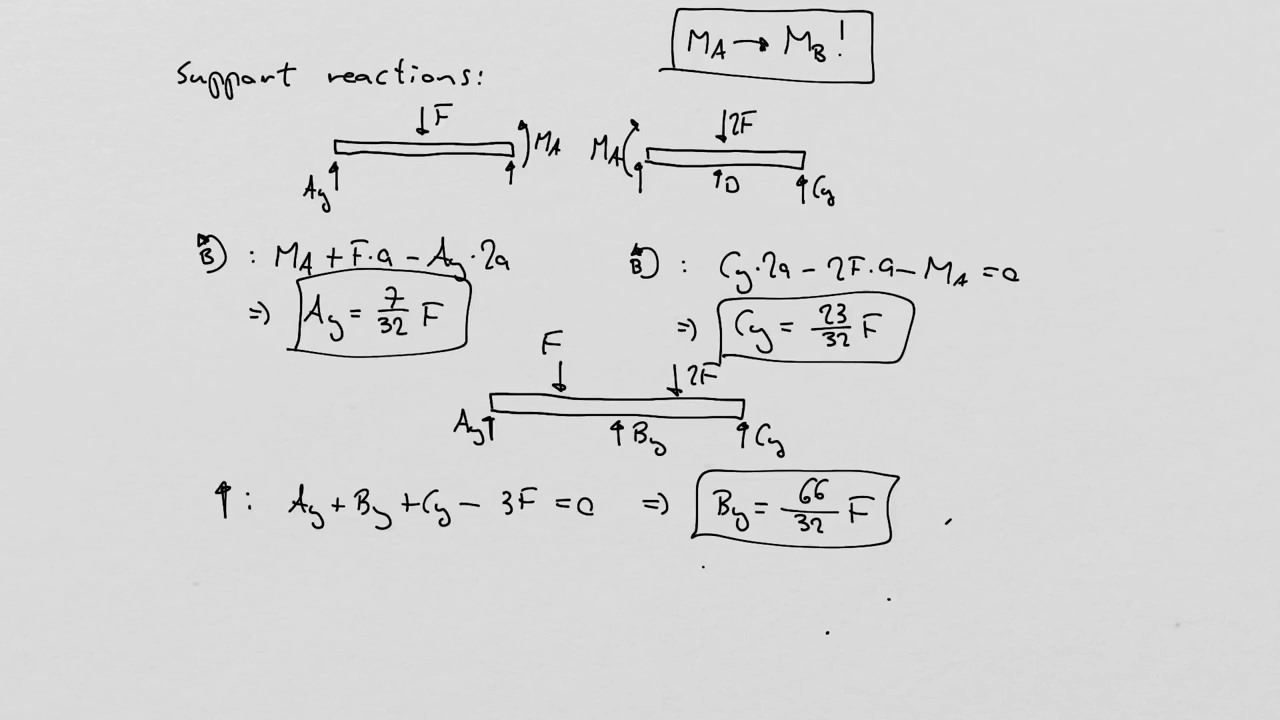 M_A → M_B !
Support reactions:
↓F
↓2F
M_A
M_A
A_y
↑D
C_y
B) : M_A + F·a - A_y·2a
B) : C_y·2a - 2F·a - M_A = 0
⇒) A_y = 7/32 F
⇒) C_y = 23/32 F
F
↓2F
A_y
B_y
C_y
↑: A_y + B_y + C_y - 3F = 0 ⇒) B_y = 66/32 F